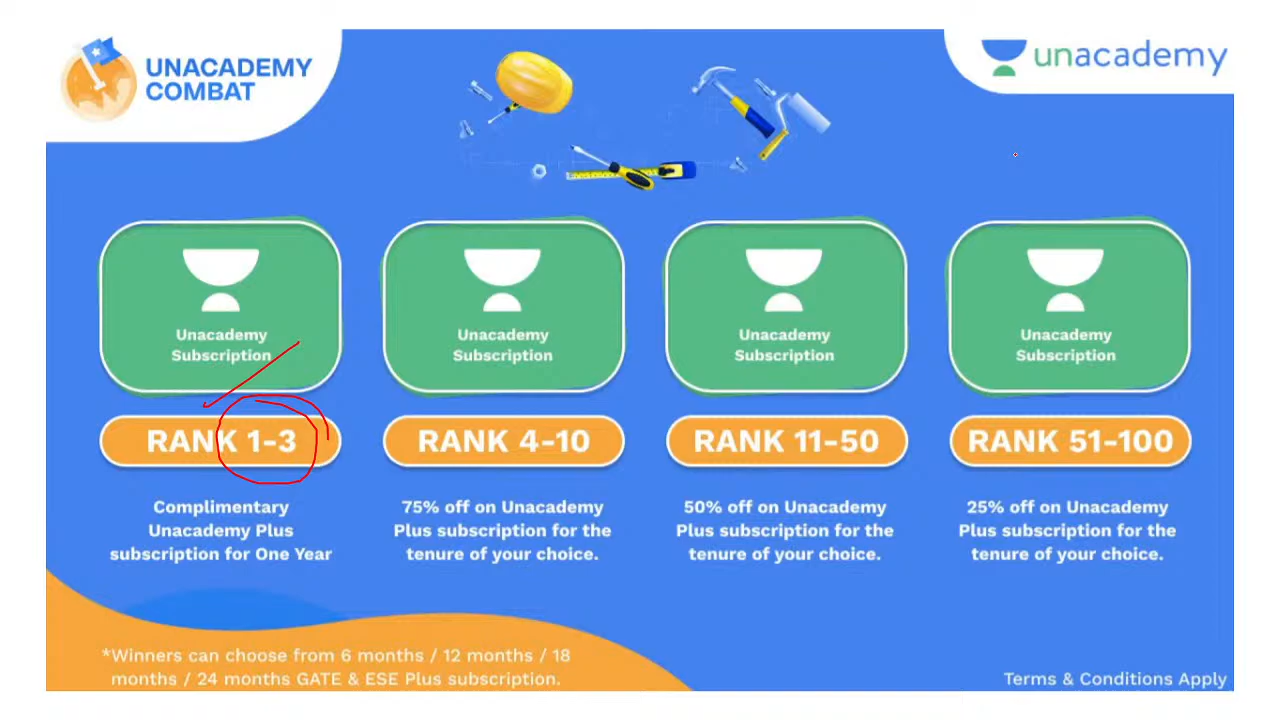 UNACADEMY
COMBAT
unacademy
Unacademy
Subscription
Unacademy
Subscription
Unacademy
Subscription
Unacademy
Subscription
RANK 1-3
RANK 4-10
RANK 11-50
RANK 51-100
Complimentary
Unacademy Plus
subscription for One Year
75% off on Unacademy
Plus subscription for the
tenure of your choice.
50% off on Unacademy
Plus subscription for the
tenure of your choice.
25% off on Unacademy
Plus subscription for the
tenure of your choice.
*Winners can choose from 6 months / 12 months / 18
months / 24 months GATE & ESE Plus subscription.
Terms & Conditions Apply